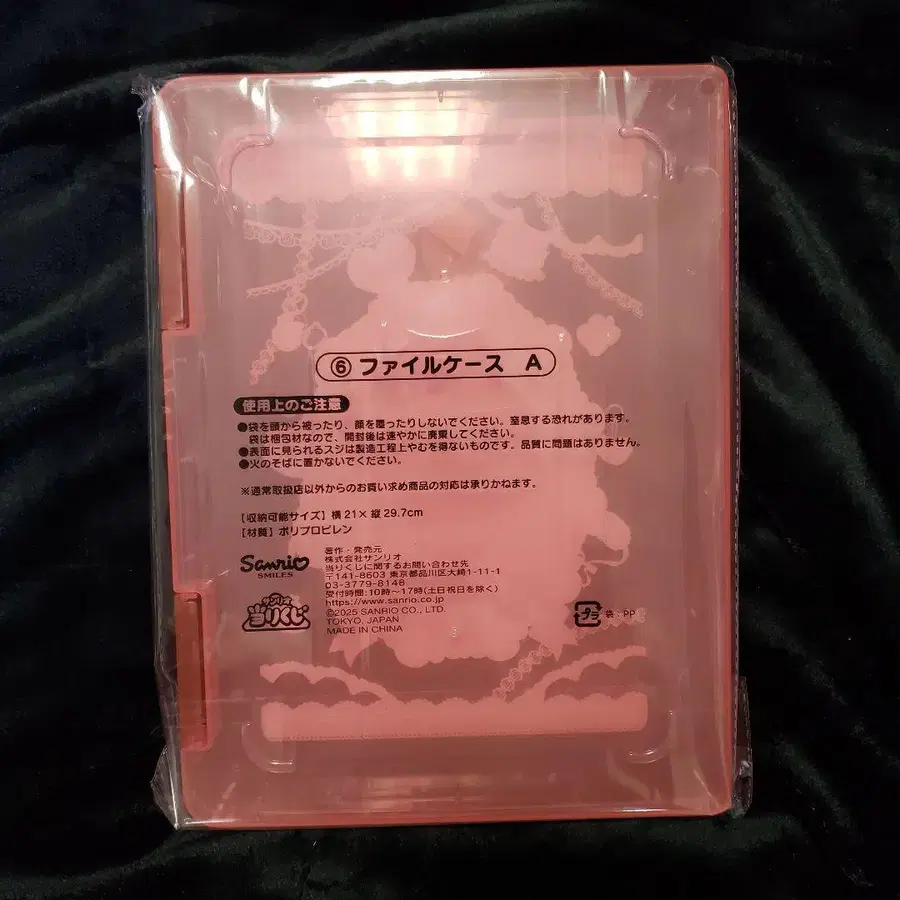 ⑥ ファイルケース A
使用上のご注意
●袋を頭から被ったり、顔を覆ったりしないでください。窒息する恐れがあります。
袋は梱包材なので、開封後は速やかに廃棄してください。
●表面に見られるスジは製造工程上やむを得ないものです。品質に問題はありません。
●火のそばに置かないでください。
※通常取扱店以外からのお買い求め商品の対応は承りかねます。
【収納可能サイズ】横21×縦29.7cm
【材質】ポリプロピレン
Sanrio
SMILES
サンリオ
当りくじ
著作・発売元
株式会社サンリオ
当りくじに関するお問い合わせ先
〒141-8603 東京都品川区大崎1-11-1
03-3779-8148
受付時間:10時〜17時(土日祝日を除く)
https://www.sanrio.co.jp
©2025 SANRIO CO., LTD.
TOKYO, JAPAN
MADE IN CHINA
プラ 袋:PP